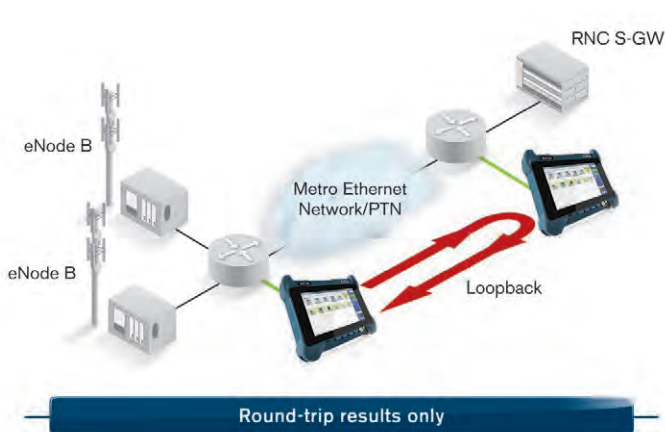 RNC S-GW
eNode B
Metro Ethernet
Network/PTN
eNode B
Loopback
Round-trip results only